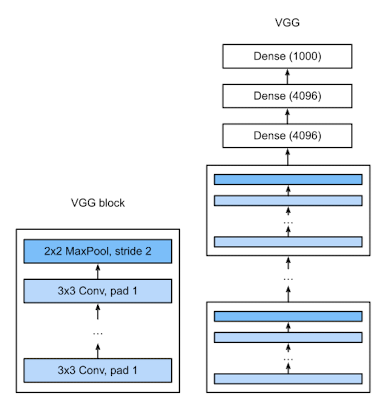 VGG
Dense (1000)
Dense (4096)
Dense (4096)
...
...
...
VGG block
2x2 MaxPool, stride 2
3x3 Conv, pad 1
...
3x3 Conv, pad 1